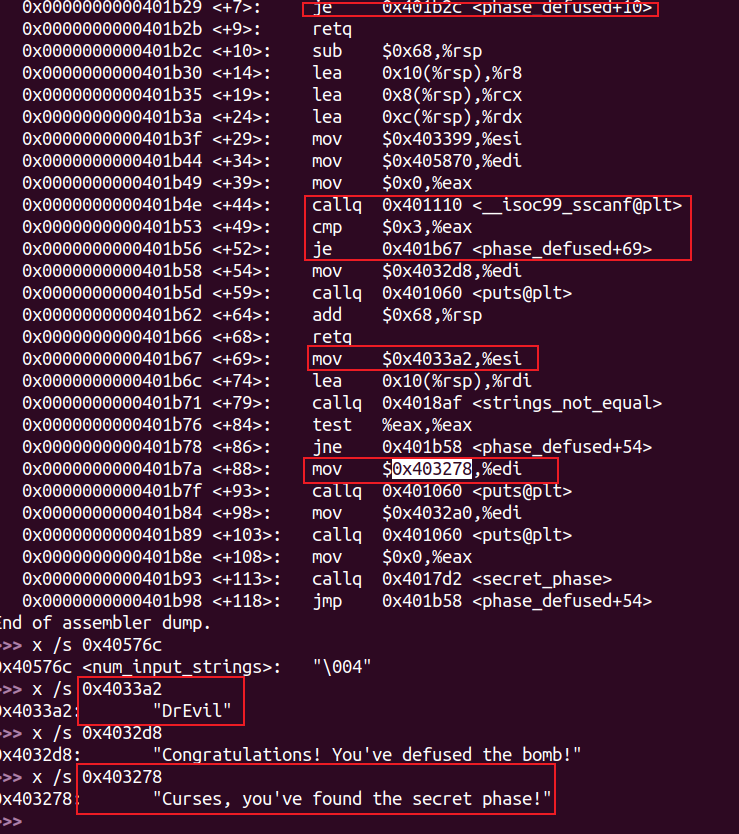 0x0000000000401b29 <+7>: je 0x401b2c <phase_defused+10>
0x0000000000401b2b <+9>: retq
0x0000000000401b2c <+10>: sub $0x68,%rsp
0x0000000000401b30 <+14>: lea 0x10(%rsp),%r8
0x0000000000401b35 <+19>: lea 0x8(%rsp),%rcx
0x0000000000401b3a <+24>: lea 0xc(%rsp),%rdx
0x0000000000401b3f <+29>: mov $0x403399,%esi
0x0000000000401b44 <+34>: mov $0x405870,%edi
0x0000000000401b49 <+39>: mov $0x0,%eax
0x0000000000401b4e <+44>: callq 0x401110 <__isoc99_sscanf@plt>
0x0000000000401b53 <+49>: cmp $0x3,%eax
0x0000000000401b56 <+52>: je 0x401b67 <phase_defused+69>
0x0000000000401b58 <+54>: mov $0x4032d8,%edi
0x0000000000401b5d <+59>: callq 0x401060 <puts@plt>
0x0000000000401b62 <+64>: add $0x68,%rsp
0x0000000000401b66 <+68>: retq
0x0000000000401b67 <+69>: mov $0x4033a2,%esi
0x0000000000401b6c <+74>: lea 0x10(%rsp),%rdi
0x0000000000401b71 <+79>: callq 0x4018af <strings_not_equal>
0x0000000000401b76 <+84>: test %eax,%eax
0x0000000000401b78 <+86>: jne 0x401b58 <phase_defused+54>
0x0000000000401b7a <+88>: mov $0x403278,%edi
0x0000000000401b7f <+93>: callq 0x401060 <puts@plt>
0x0000000000401b84 <+98>: mov $0x4032a0,%edi
0x0000000000401b89 <+103>: callq 0x401060 <puts@plt>
0x0000000000401b8e <+108>: mov $0x0,%eax
0x0000000000401b93 <+113>: callq 0x4017d2 <secret_phase>
0x0000000000401b98 <+118>: jmp 0x401b58 <phase_defused+54>
End of assembler dump.
>>> x /s 0x40576c
0x40576c <num_input_strings>: "\004"
>>> x /s 0x4033a2
0x4033a2: "DrEvil"
>>> x /s 0x4032d8
0x4032d8: "Congratulations! You've defused the bomb!"
>>> x /s 0x403278
0x403278: "Curses, you've found the secret phase!"
>>>